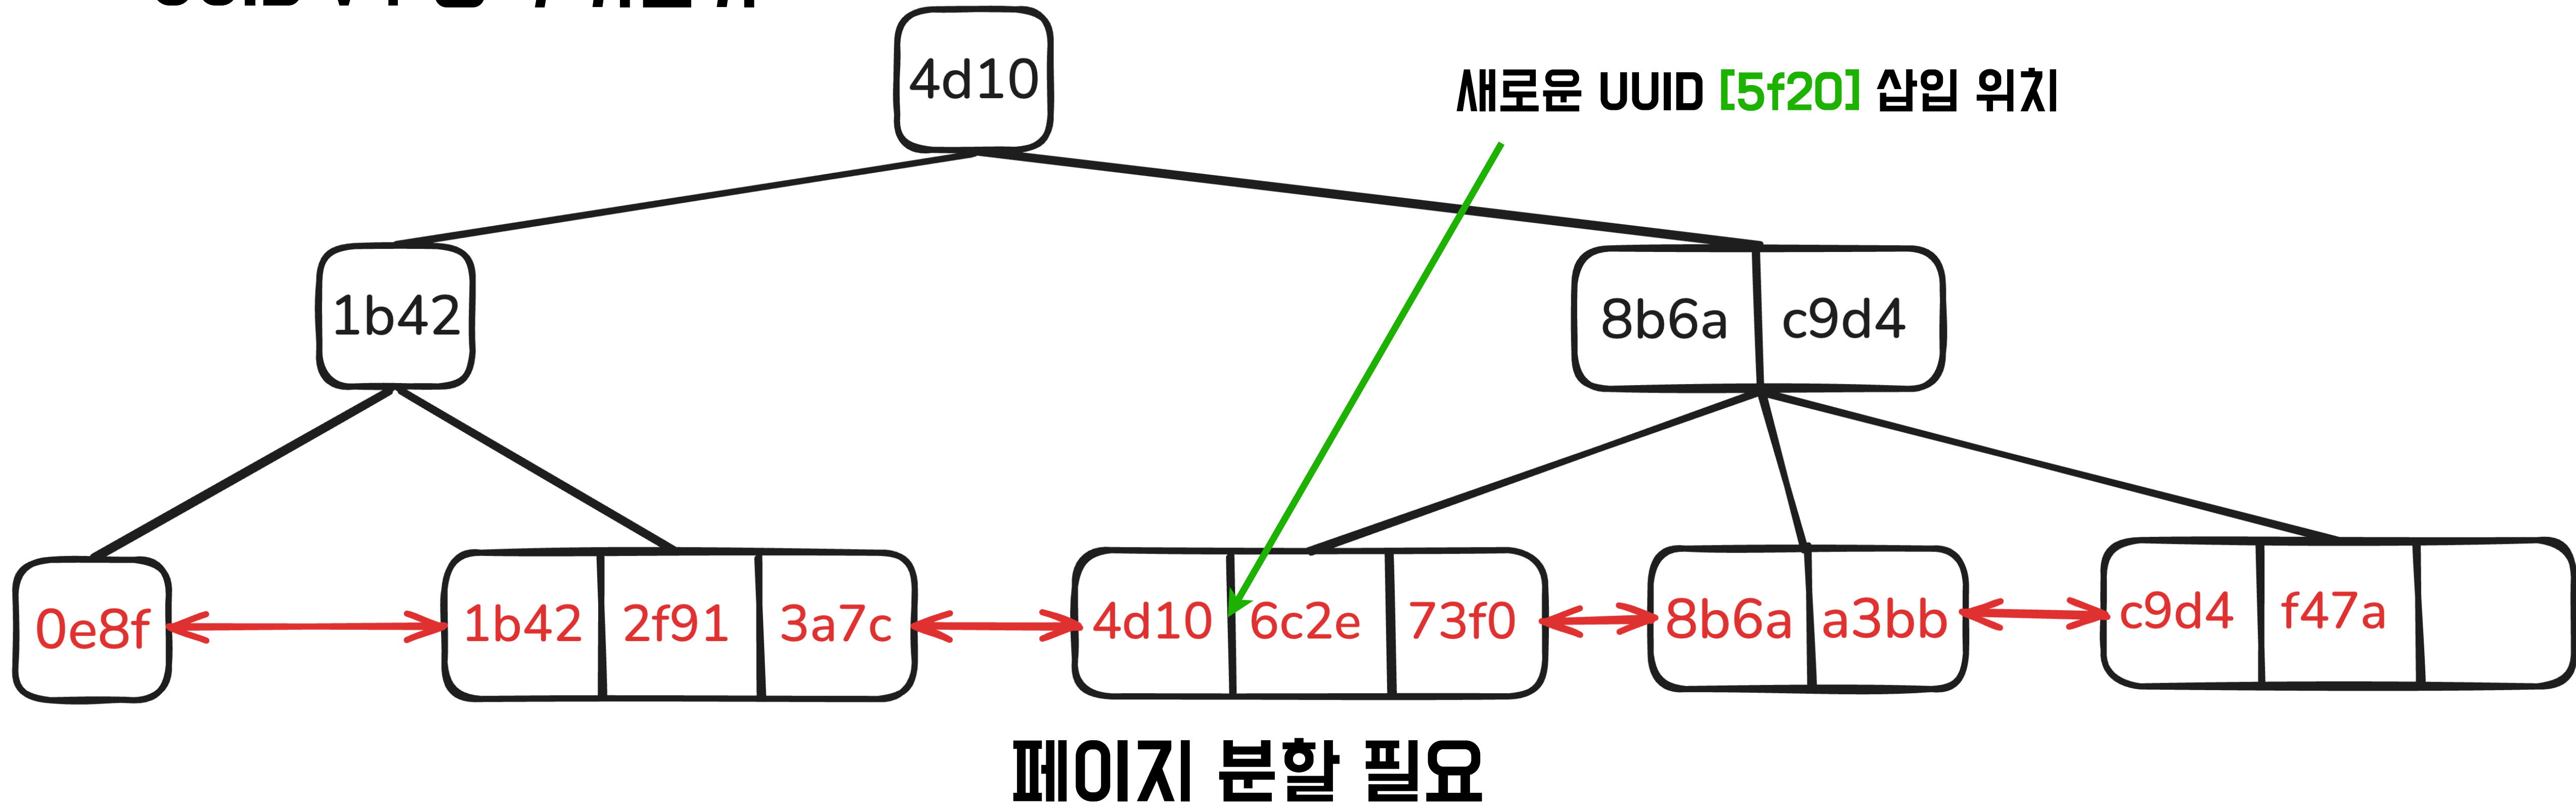 4d10
새로운 UUID [5f20] 삽입 위치
1b42
8b6a c9d4
0e8f
1b42 2f91 3a7c
4d10 6c2e 73f0
8b6a a3bb
c9d4 f47a
페이지 분할 필요